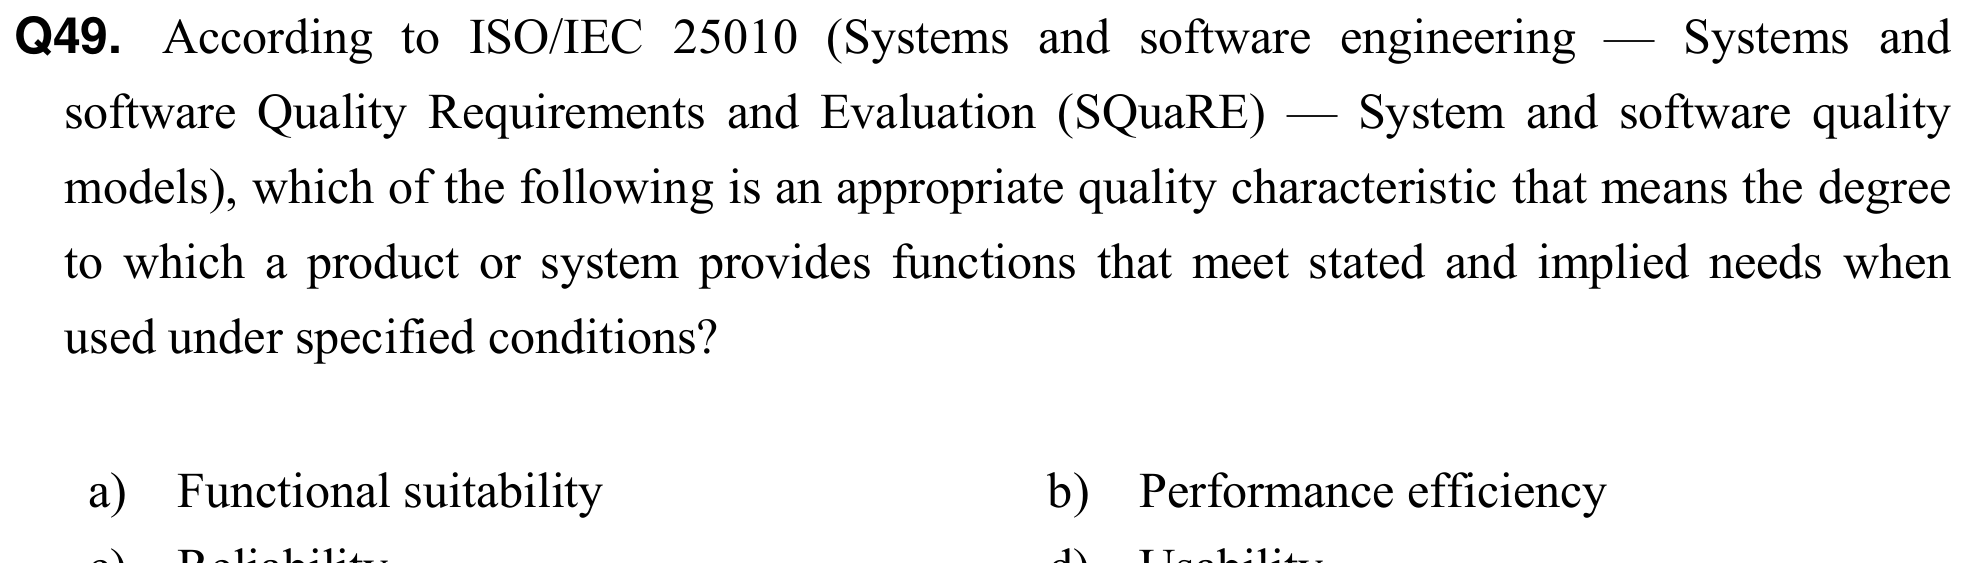 Q49. According to ISO/IEC 25010 (Systems and software engineering — Systems and
software Quality Requirements and Evaluation (SQuaRE) — System and software quality
models), which of the following is an appropriate quality characteristic that means the degree
to which a product or system provides functions that meet stated and implied needs when
used under specified conditions?
a) Functional suitability b) Performance efficiency
c) Reliability d) Usability